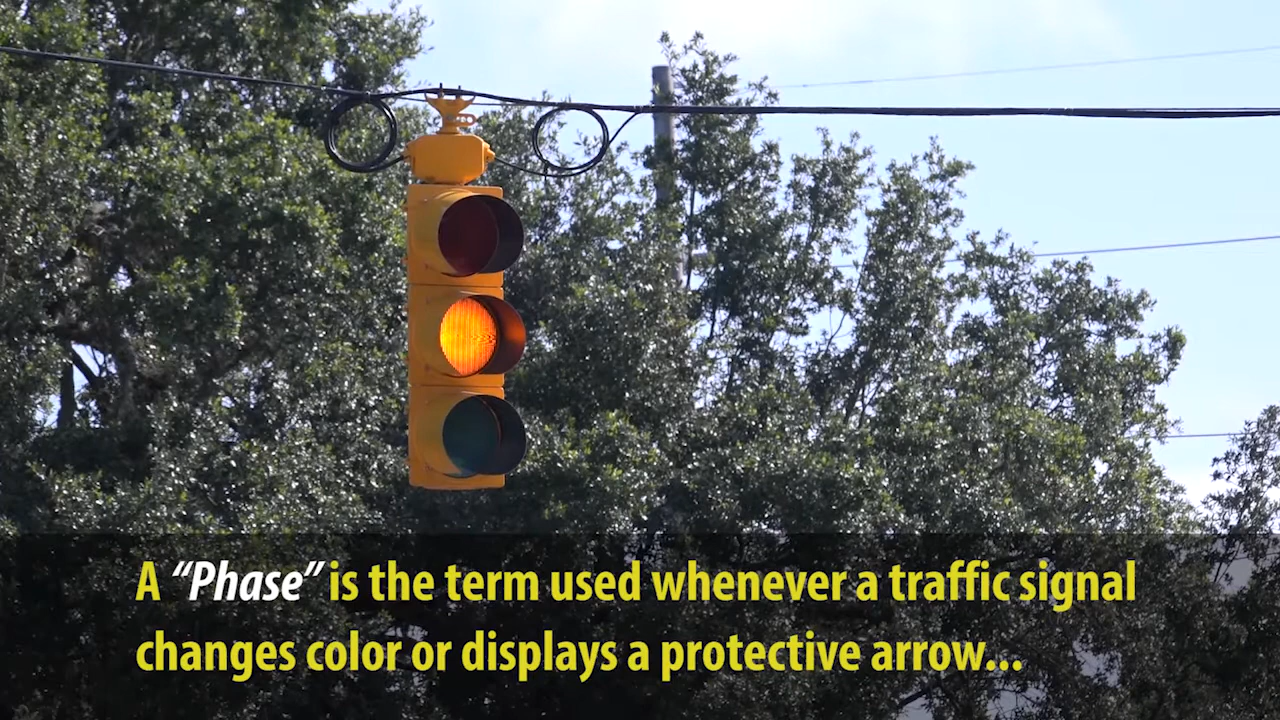 A “Phase” is the term used whenever a traffic signal
changes color or displays a protective arrow...